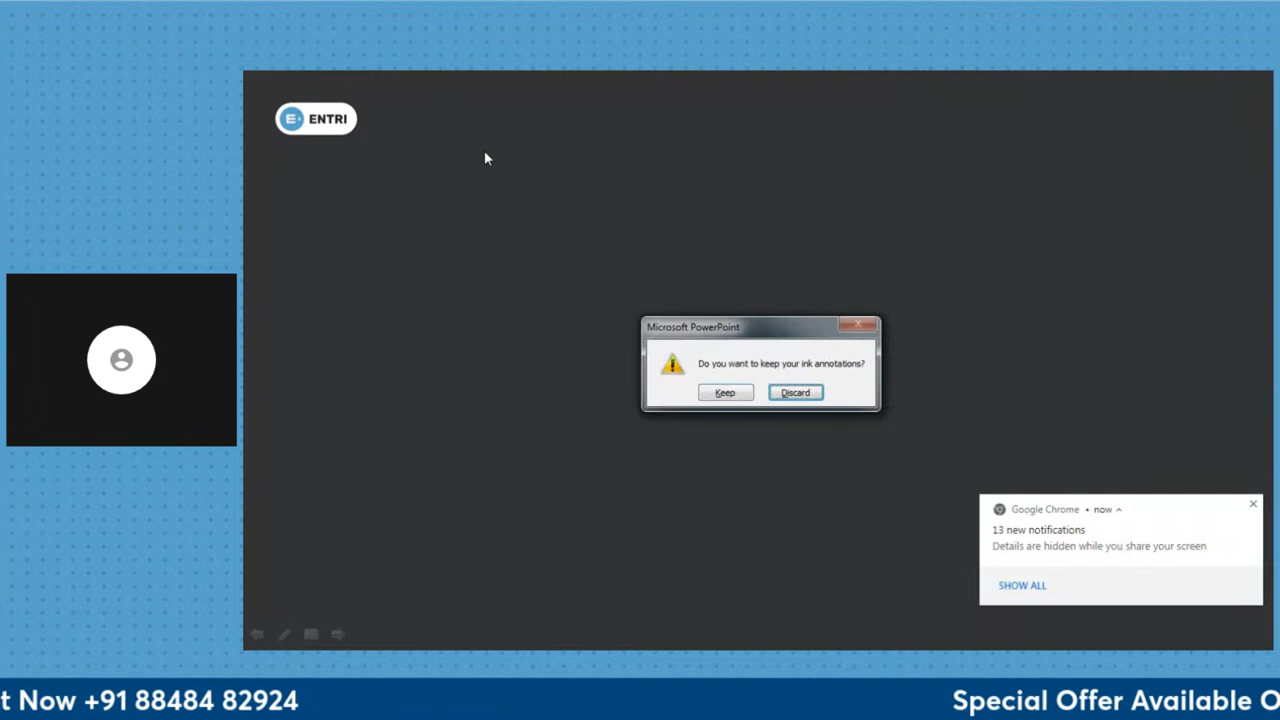 ENTRI
Microsoft PowerPoint
Do you want to keep your ink annotations?
Keep
Discard
Google Chrome • now
13 new notifications
Details are hidden while you share your screen
SHOW ALL
t Now +91 88484 82924
Special Offer Available O